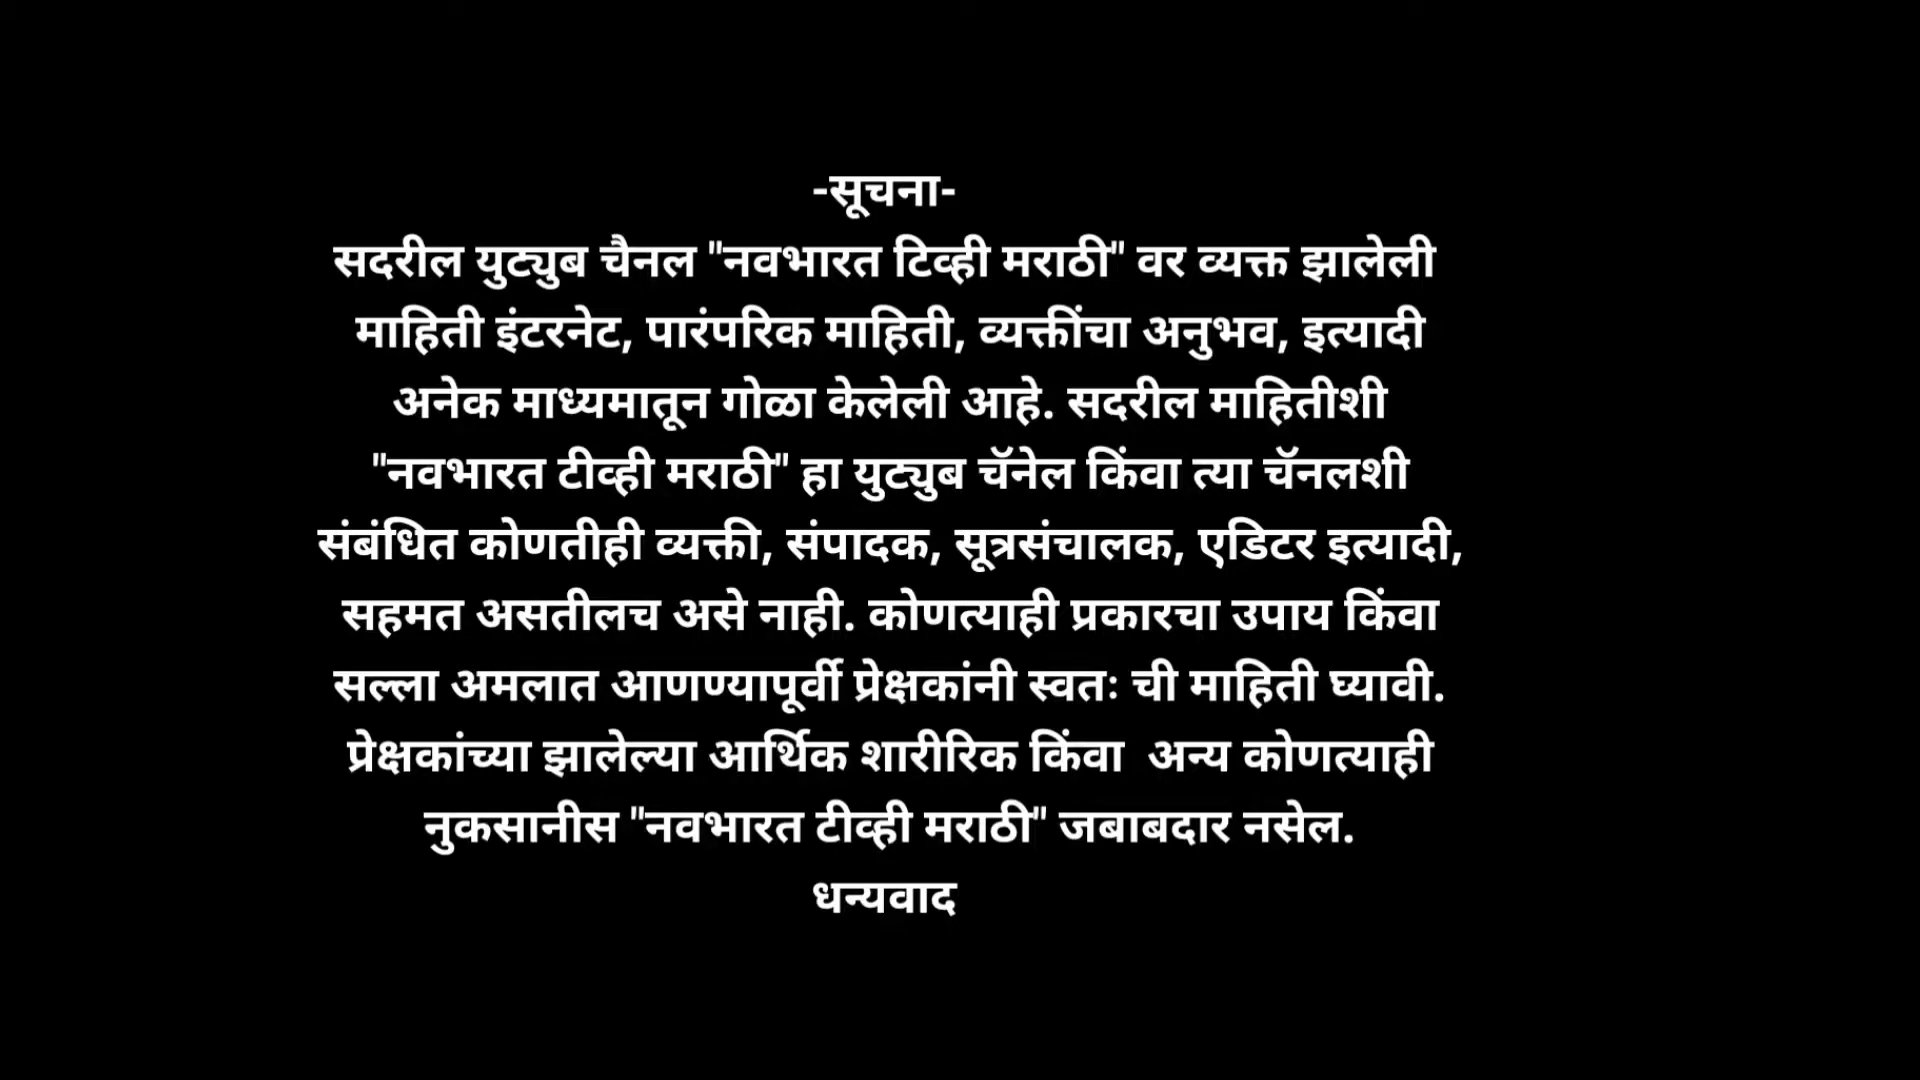 -सूचना-
सदरील युट्युब चैनल "नवभारत टिव्ही मराठी" वर व्यक्त झालेली
माहिती इंटरनेट, पारंपरिक माहिती, व्यक्तींचा अनुभव, इत्यादी
अनेक माध्यमातून गोळा केलेली आहे. सदरील माहितीशी
"नवभारत टीव्ही मराठी" हा युट्युब चॅनेल किंवा त्या चॅनलशी
संबंधित कोणतीही व्यक्ती, संपादक, सूत्रसंचालक, एडिटर इत्यादी,
सहमत असतीलच असे नाही. कोणत्याही प्रकारचा उपाय किंवा
सल्ला अमलात आणण्यापूर्वी प्रेक्षकांनी स्वतः ची माहिती घ्यावी.
प्रेक्षकांच्या झालेल्या आर्थिक शारीरिक किंवा  अन्य कोणत्याही
नुकसानीस "नवभारत टीव्ही मराठी" जबाबदार नसेल.
धन्यवाद